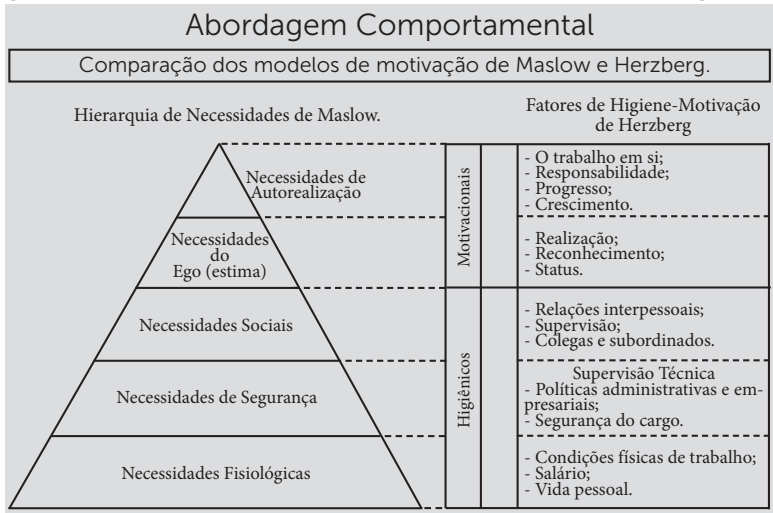 Abordagem Comportamental
Comparação dos modelos de motivação de Maslow e Herzberg.
Hierarquia de Necessidades de Maslow.
Fatores de Higiene-Motivação
de Herzberg
Necessidades de
Autorealização
Necessidades
do
Ego (estima)
Necessidades Sociais
Necessidades de Segurança
Necessidades Fisiológicas
Motivacionais
Higiênicos
- O trabalho em si;
- Responsabilidade;
- Progresso;
- Crescimento.
- Realização;
- Reconhecimento;
- Status.
- Relações interpessoais;
- Supervisão;
- Colegas e subordinados.
Supervisão Técnica
- Políticas administrativas e em-
presariais;
- Segurança do cargo.
- Condições físicas de trabalho;
- Salário;
- Vida pessoal.